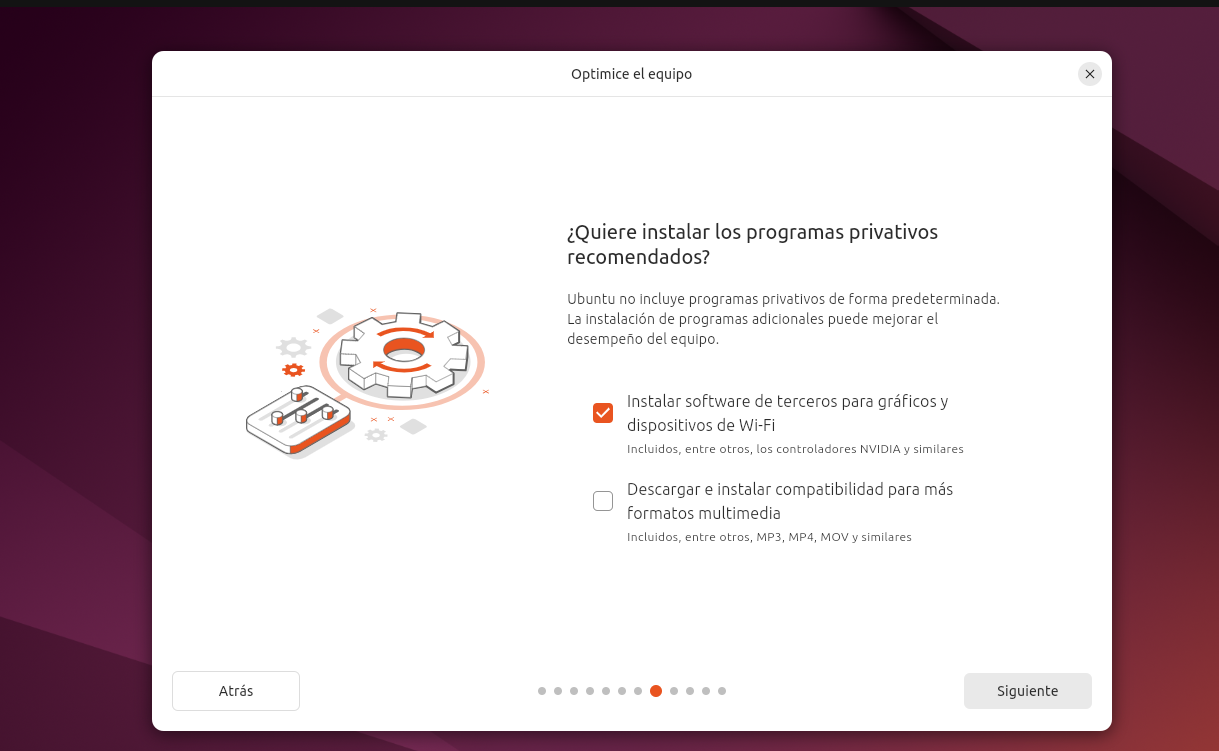 Optimice el equipo
¿Quiere instalar los programas privativos
recomendados?
Ubuntu no incluye programas privativos de forma predeterminada.
La instalación de programas adicionales puede mejorar el
desempeño del equipo.
Instalar software de terceros para gráficos y
dispositivos de Wi-Fi
Incluidos, entre otros, los controladores NVIDIA y similares
Descargar e instalar compatibilidad para más
formatos multimedia
Incluidos, entre otros, MP3, MP4, MOV y similares
Atrás
Siguiente